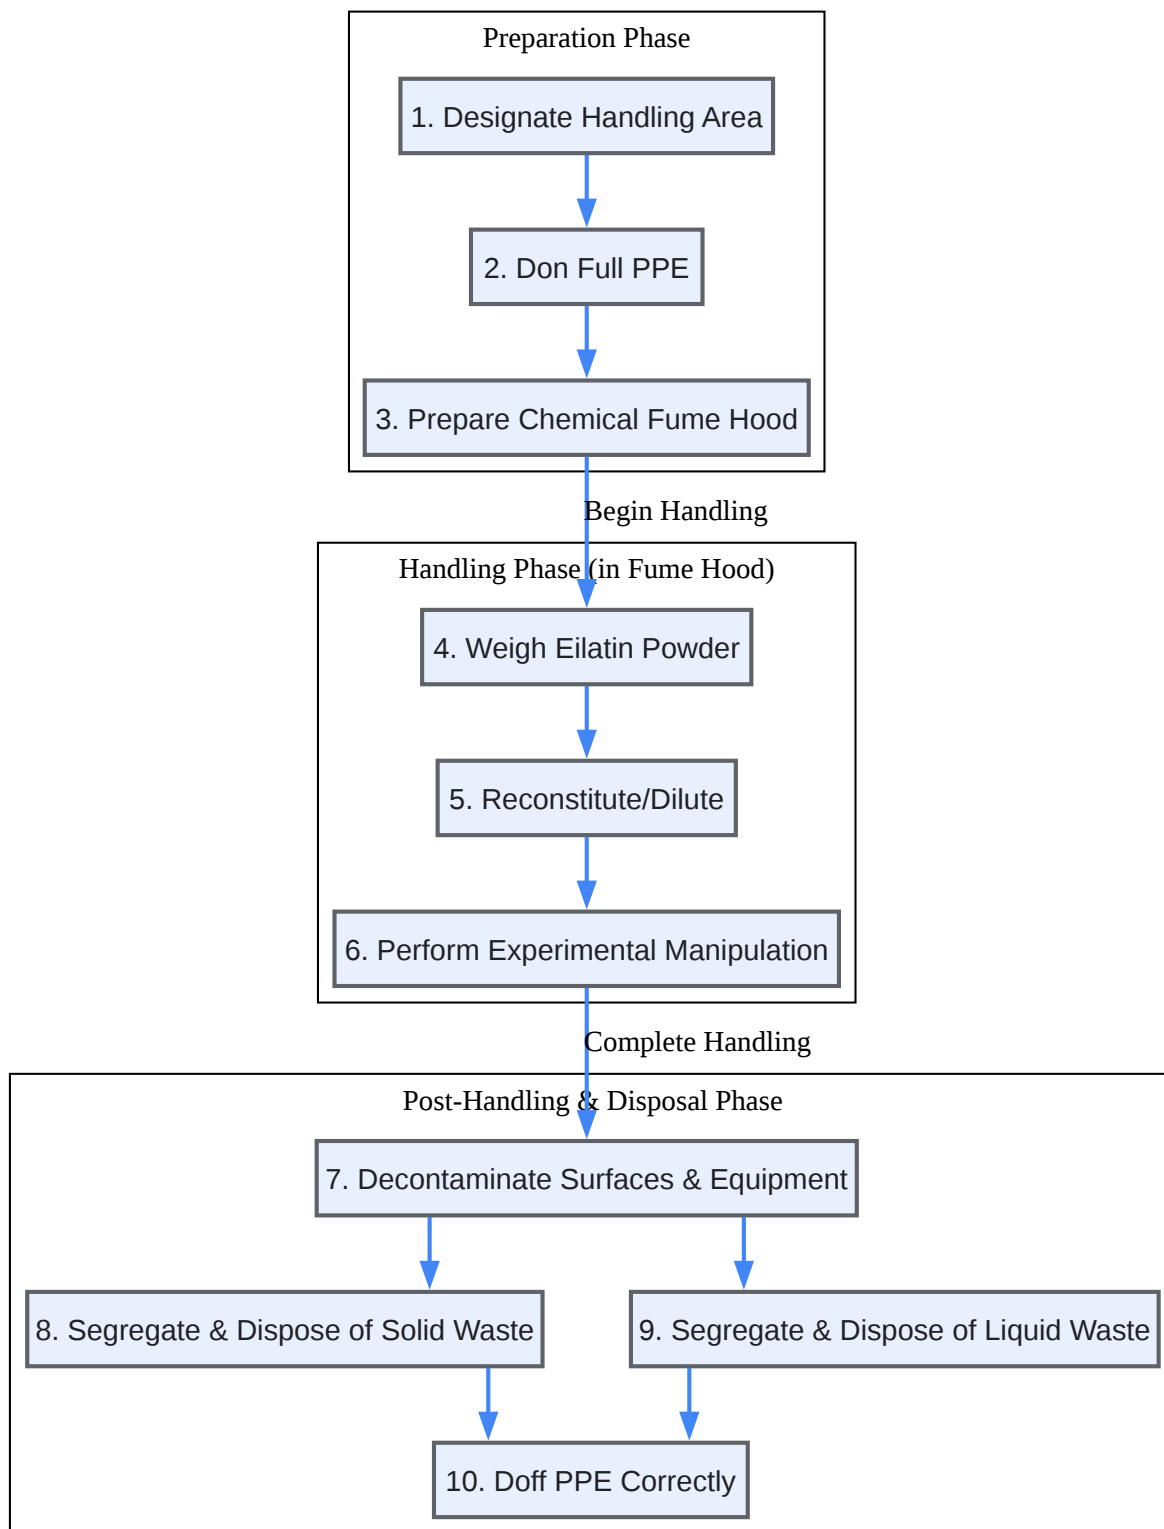 Preparation Phase
1. Designate Handling Area
2. Don Full PPE
3. Prepare Chemical Fume Hood
Begin Handling
Handling Phase (in Fume Hood)
4. Weigh Eilatin Powder
5. Reconstitute/Dilute
6. Perform Experimental Manipulation
Complete Handling
Post-Handling & Disposal Phase
7. Decontaminate Surfaces & Equipment
8. Segregate & Dispose of Solid Waste
9. Segregate & Dispose of Liquid Waste
10. Doff PPE Correctly